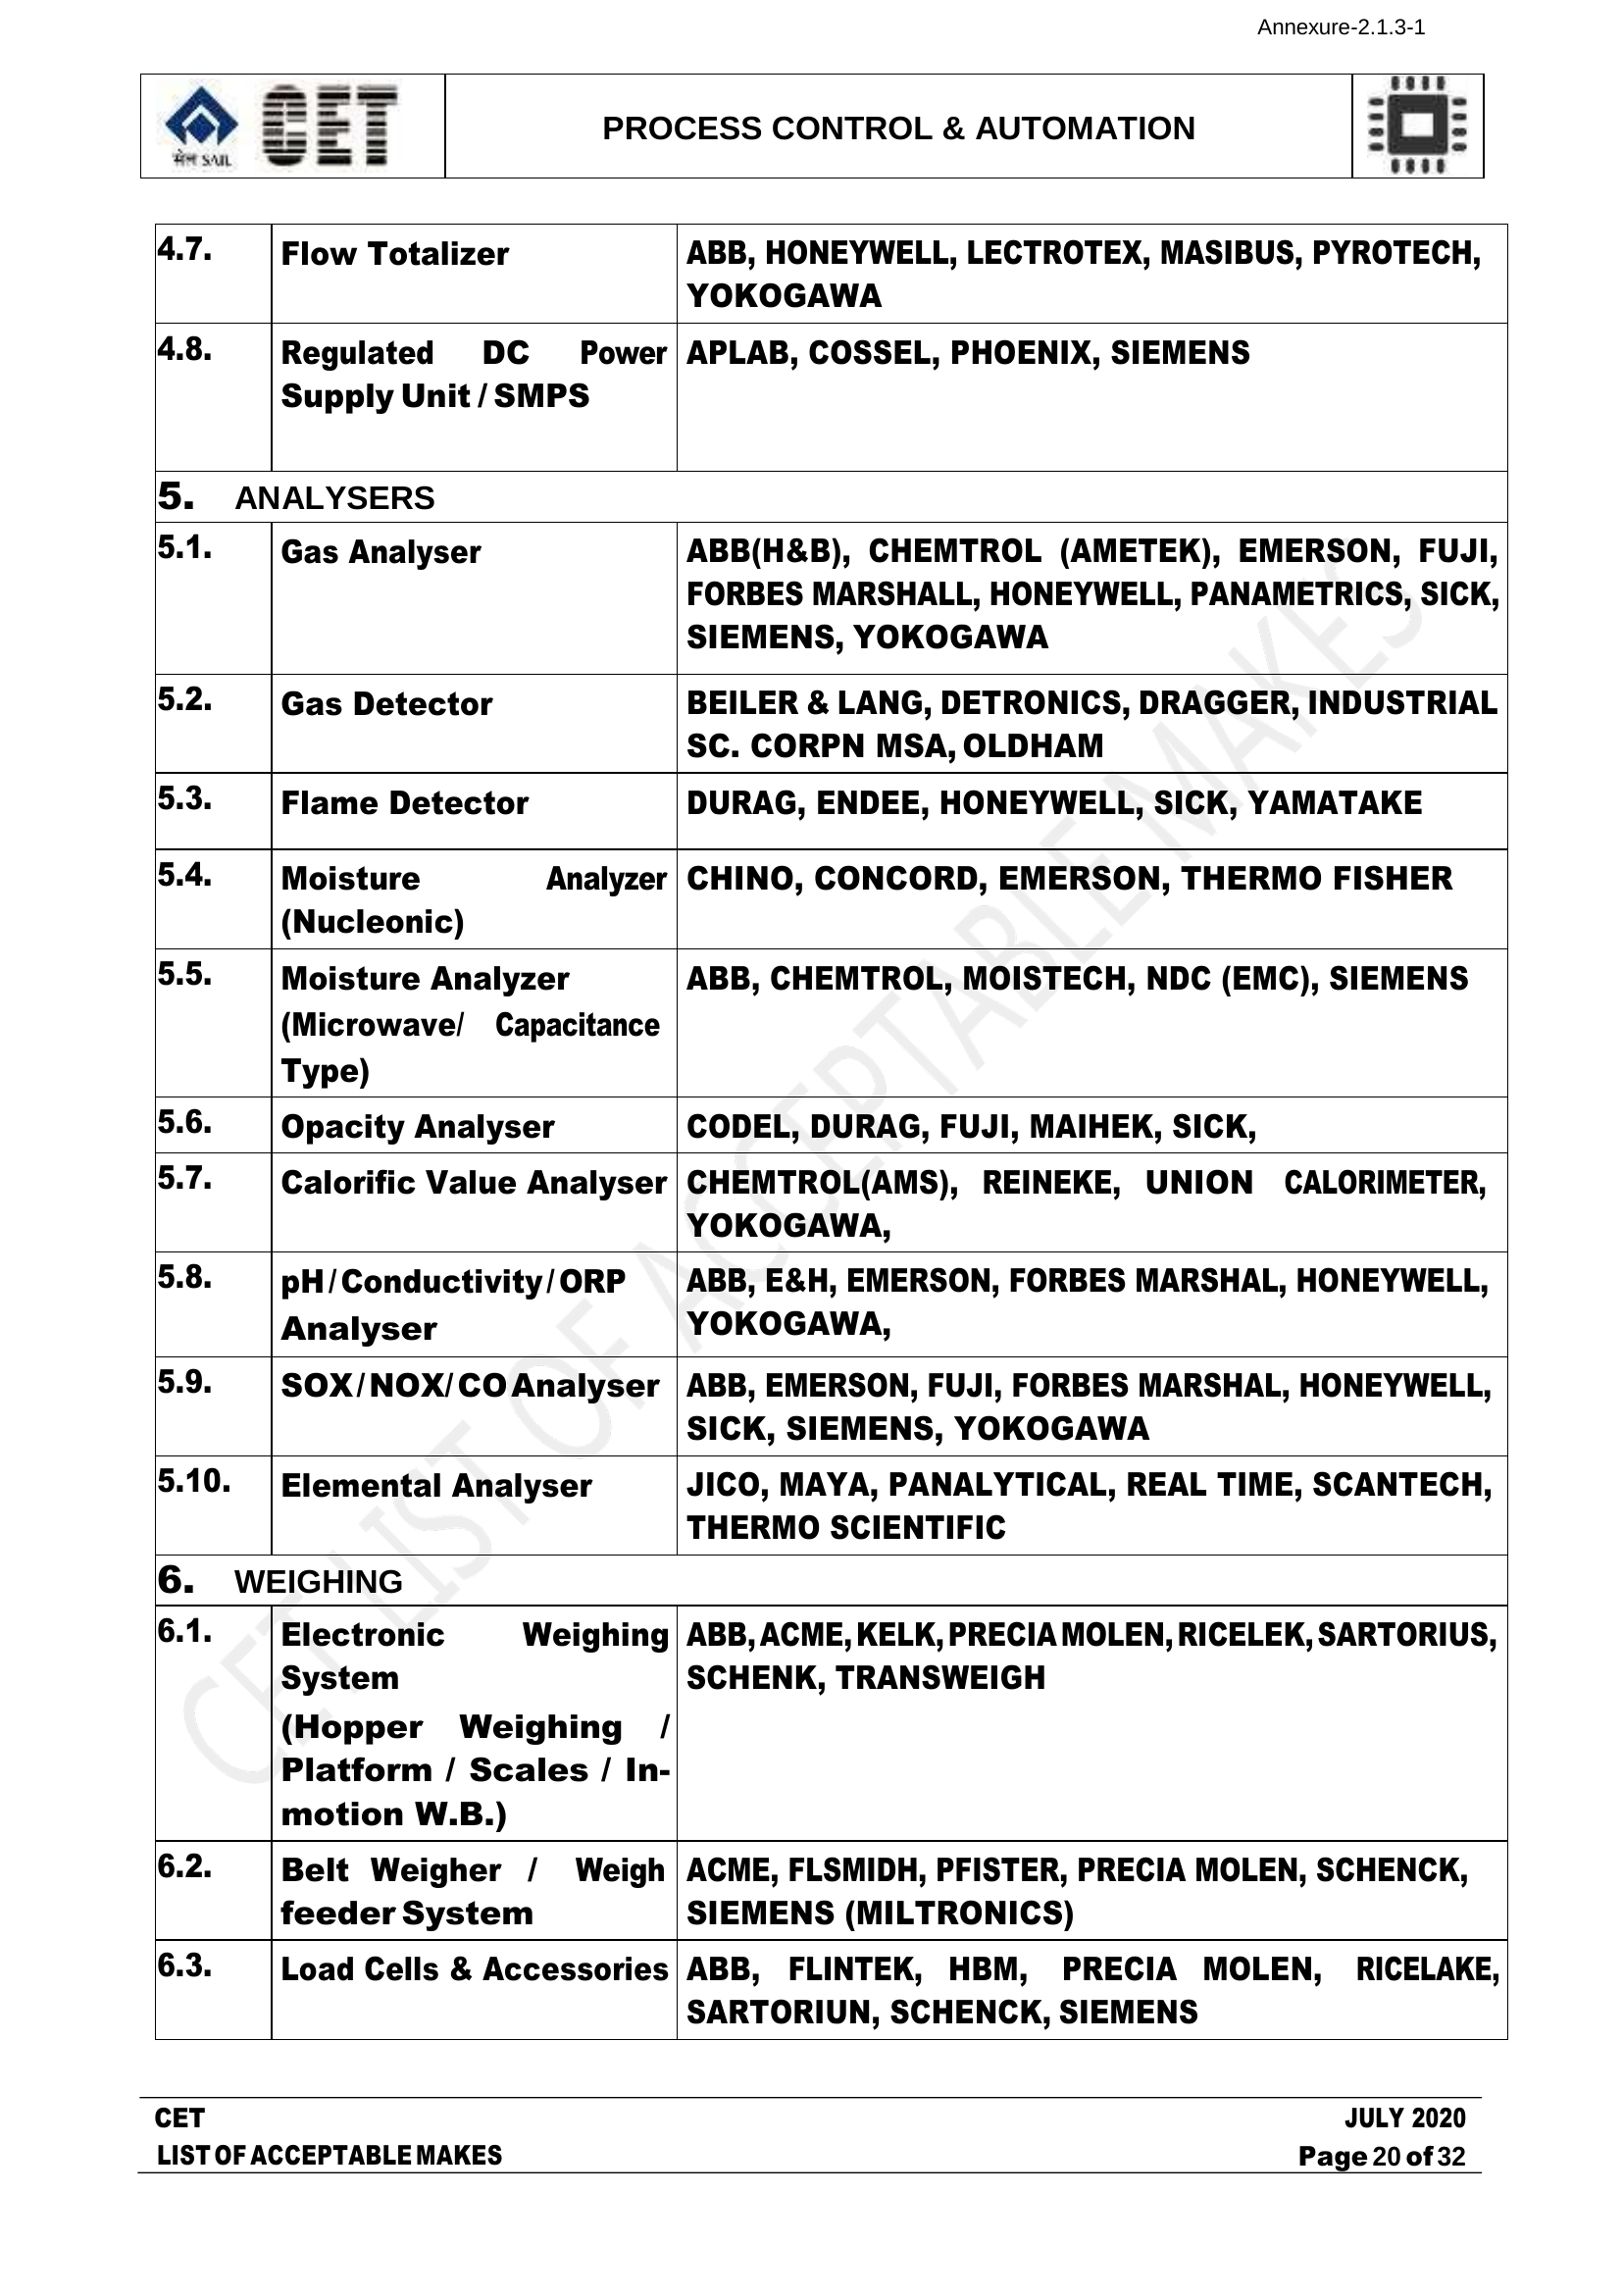 Annexure-2.1.3-1
सेल SAIL
CET
PROCESS CONTROL & AUTOMATION
4.7. Flow Totalizer ABB, HONEYWELL, LECTROTEX, MASIBUS, PYROTECH,
YOKOGAWA
4.8. Regulated DC Power APLAB, COSSEL, PHOENIX, SIEMENS
Supply Unit / SMPS
5. ANALYSERS
5.1. Gas Analyser ABB(H&B), CHEMTROL (AMETEK), EMERSON, FUJI,
FORBES MARSHALL, HONEYWELL, PANAMETRICS, SICK,
SIEMENS, YOKOGAWA
5.2. Gas Detector BEILER & LANG, DETRONICS, DRAGGER, INDUSTRIAL
SC. CORPN MSA, OLDHAM
5.3. Flame Detector DURAG, ENDEE, HONEYWELL, SICK, YAMATAKE
5.4. Moisture Analyzer CHINO, CONCORD, EMERSON, THERMO FISHER
(Nucleonic)
5.5. Moisture Analyzer ABB, CHEMTROL, MOISTECH, NDC (EMC), SIEMENS
(Microwave/ Capacitance
Type)
5.6. Opacity Analyser CODEL, DURAG, FUJI, MAIHEK, SICK,
5.7. Calorific Value Analyser CHEMTROL(AMS), REINEKE, UNION CALORIMETER,
YOKOGAWA,
5.8. pH/Conductivity/ORP ABB, E&H, EMERSON, FORBES MARSHAL, HONEYWELL,
Analyser YOKOGAWA,
5.9. SOX/NOX/CO Analyser ABB, EMERSON, FUJI, FORBES MARSHAL, HONEYWELL,
SICK, SIEMENS, YOKOGAWA
5.10. Elemental Analyser JICO, MAYA, PANALYTICAL, REAL TIME, SCANTECH,
THERMO SCIENTIFIC
6. WEIGHING
6.1. Electronic Weighing ABB, ACME, KELK, PRECIA MOLEN, RICELEK, SARTORIUS,
System SCHENK, TRANSWEIGH
(Hopper Weighing /
Platform / Scales / In-
motion W.B.)
6.2. Belt Weigher / Weigh ACME, FLSMIDH, PFISTER, PRECIA MOLEN, SCHENCK,
feeder System SIEMENS (MILTRONICS)
6.3. Load Cells & Accessories ABB, FLINTEK, HBM, PRECIA MOLEN, RICELAKE,
SARTORIUN, SCHENCK, SIEMENS
CET LIST OF ACCEPTABLE MAKES
CET JULY 2020
LIST OF ACCEPTABLE MAKES Page 20 of 32